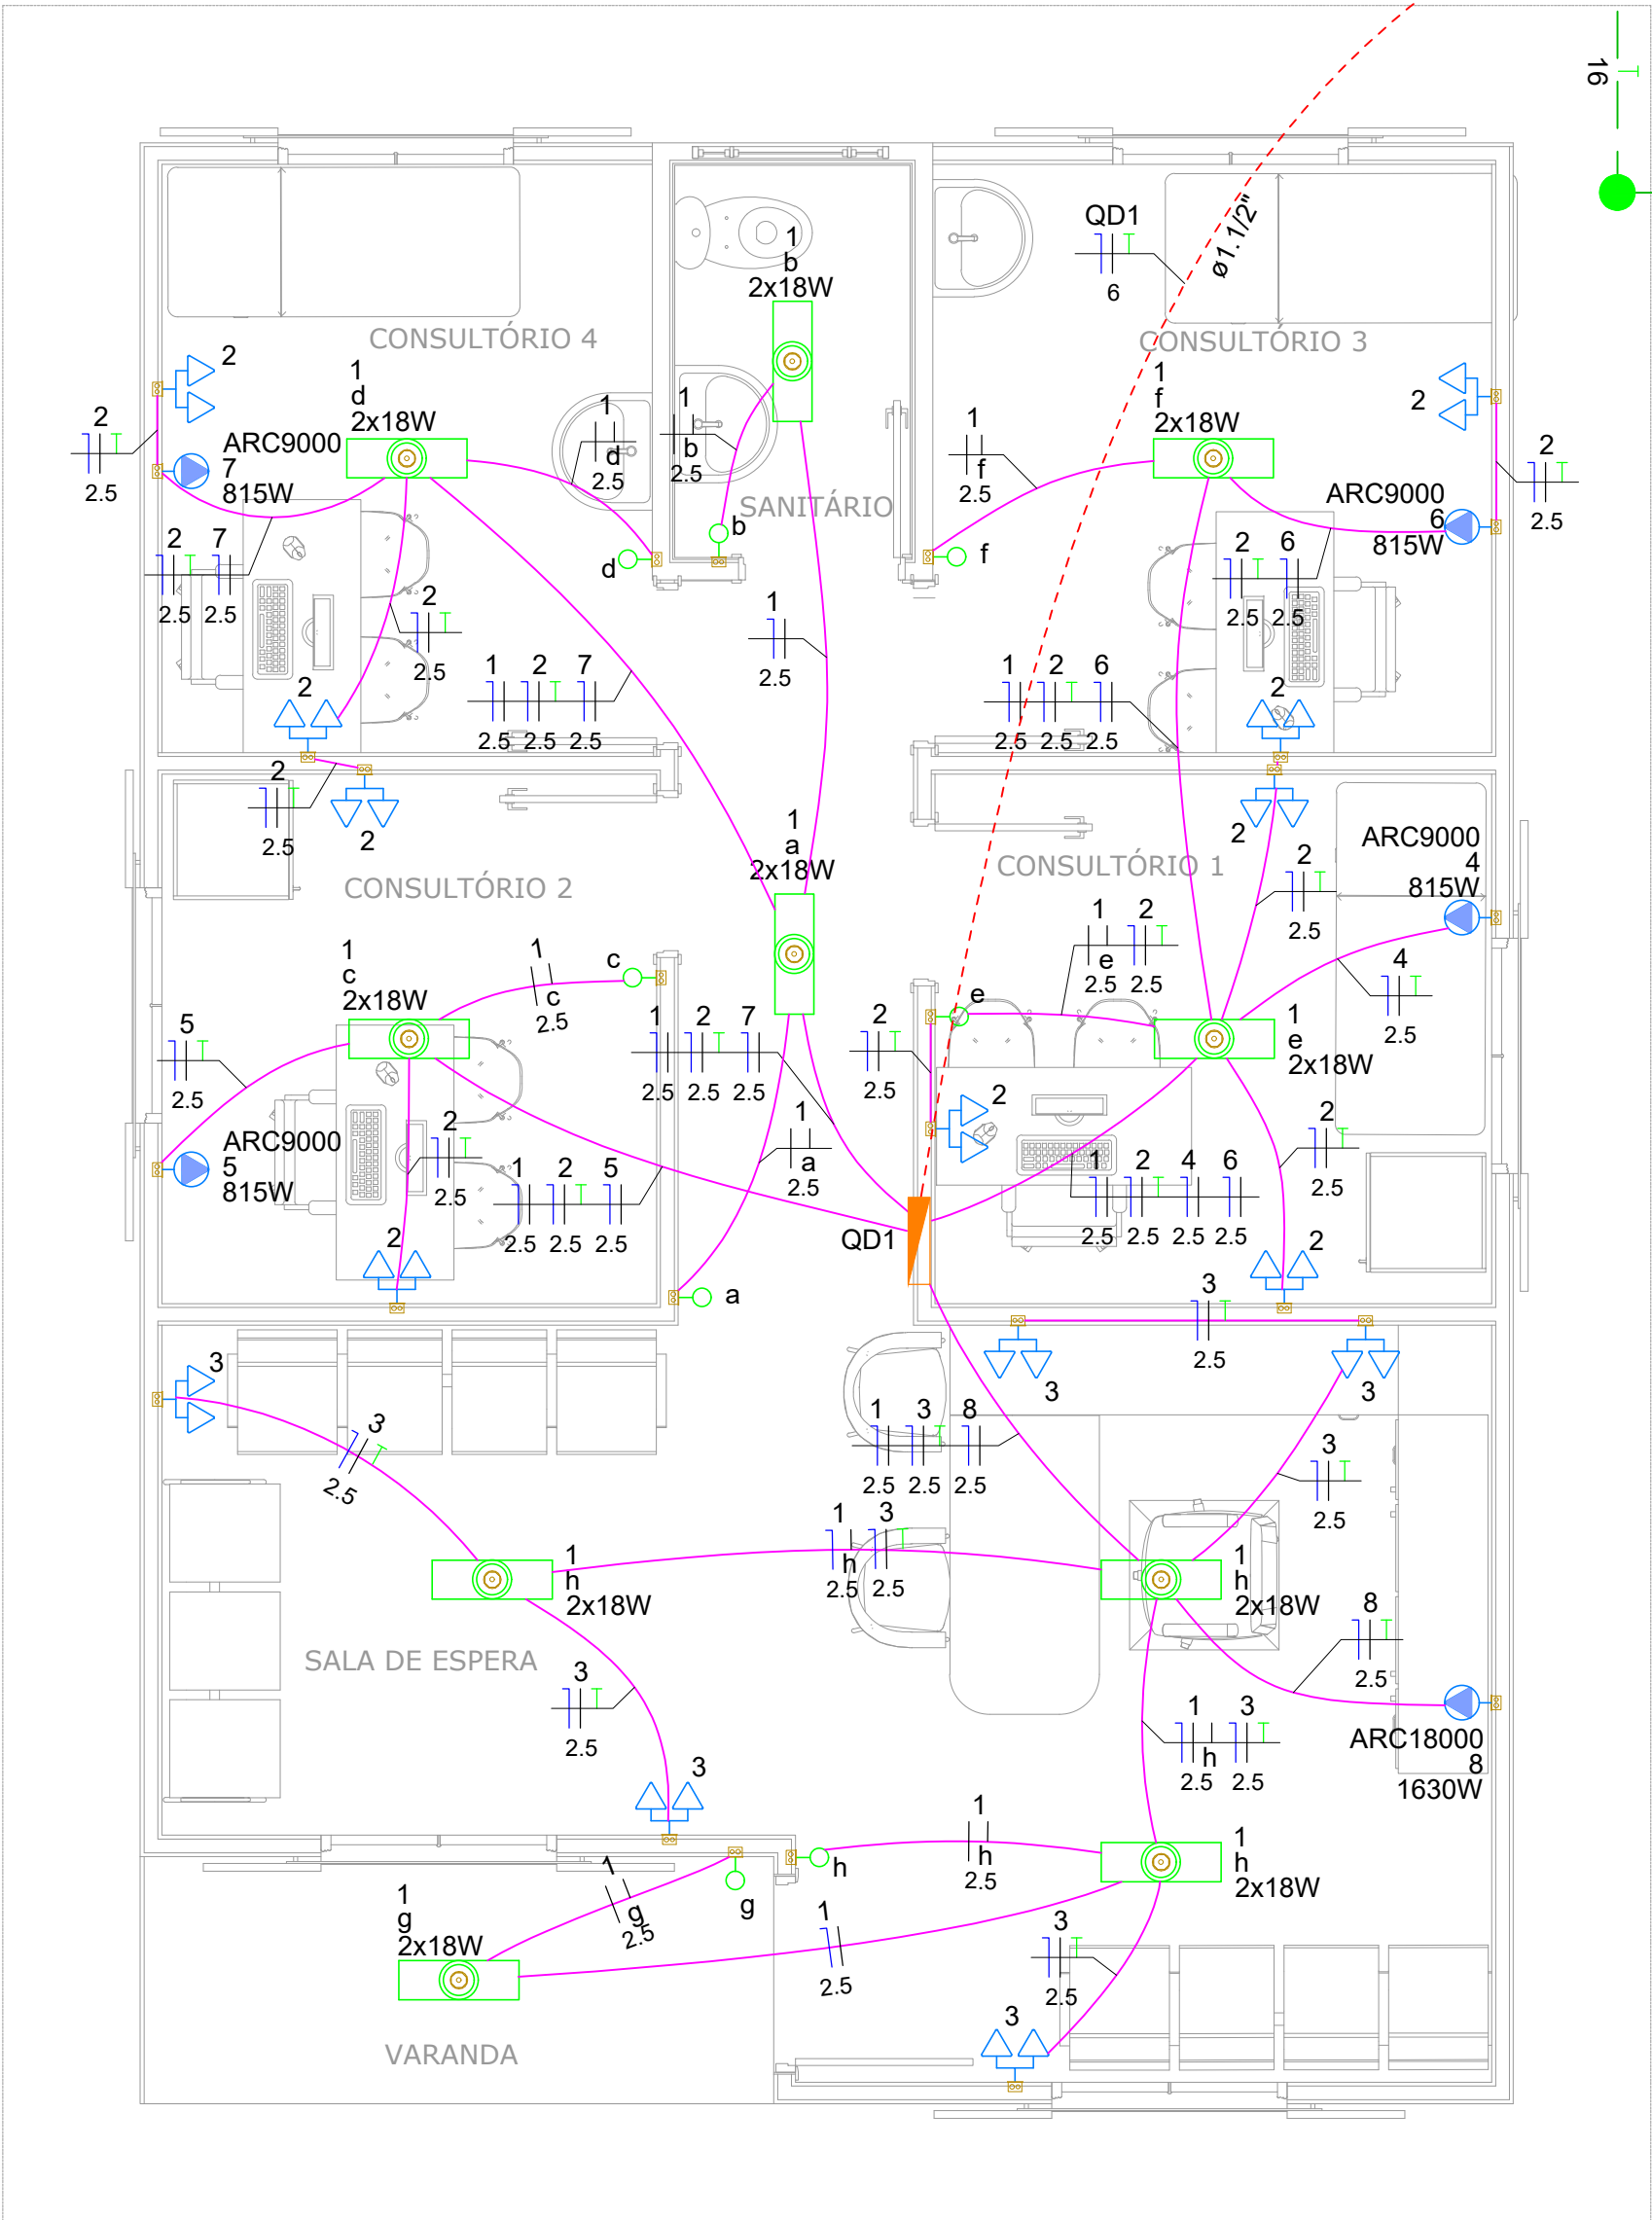 16
QD1
6
ø1.1/2"
1
b
2x18W
CONSULTÓRIO 4
CONSULTÓRIO 3
2
1
d
2x18W
1
d
2.5
1
b
2.5
1
f
2.5
1
f
2x18W
2
2
2.5
ARC9000
7
815W
2
2.5
ARC9000
6
815W
SANITÁRIO
b
d
f
2 7
2.5 2.5
2
2.5
2 6
2.5 2.5
1
2.5
1 2 7
2.5 2.5 2.5
1 2 6
2.5 2.5 2.5
2
2
2
2.5
2
2
1
a
2x18W
CONSULTÓRIO 2
CONSULTÓRIO 1
ARC9000
4
815W
2
2.5
1
c
2x18W
1
c
2.5
c
1 2
e
2.5 2.5
4
2.5
e
5
2.5
1 2 7
2.5 2.5 2.5
2
2.5
1
e
2x18W
2
ARC9000
5
815W
2
2.5
1
a
2.5
2
2.5
1 2 5
2.5 2.5 2.5
1 2 4 6
2.5 2.5 2.5 2.5
QD1
2
2
a
3
2.5
3
3
3
3
2.5
1 3 8
2.5 2.5 2.5
3
2.5
1 3
h
2.5 2.5
1
h
2x18W
1
h
2x18W
SALA DE ESPERA
3
2.5
8
2.5
1 3
h
2.5 2.5
ARC18000
8
1630W
3
1
h
2.5
h
1
h
2x18W
1
g
2.5
g
1
g
2x18W
1
2.5
3
2.5
3
VARANDA